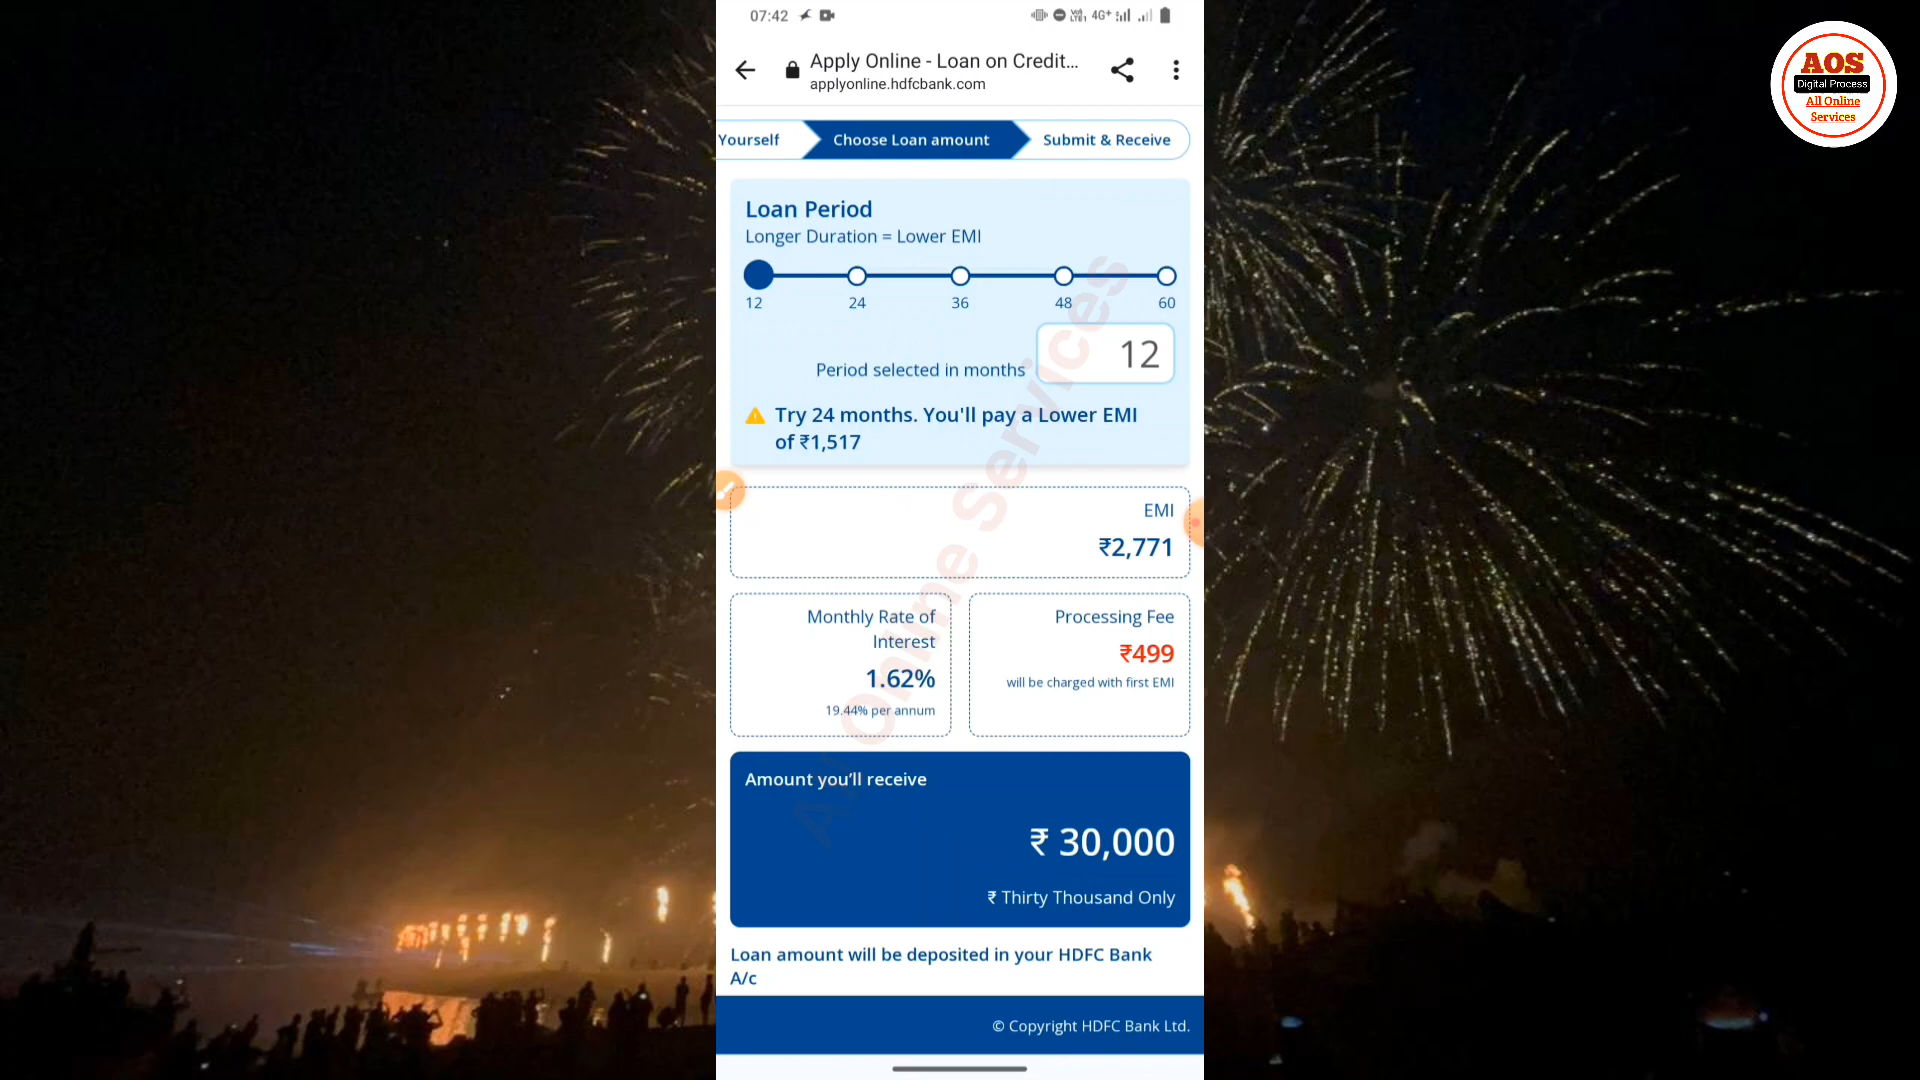 07:42
4G+
Apply Online - Loan on Credit...
applyonline.hdfcbank.com
AOS
Digital Process
All Online
Services
Yourself
Choose Loan amount
Submit & Receive
Loan Period
Longer Duration = Lower EMI
12
24
36
48
60
Period selected in months
12
Try 24 months. You'll pay a Lower EMI
of ₹1,517
EMI
₹2,771
Monthly Rate of
Interest
1.62%
19.44% per annum
Processing Fee
₹499
will be charged with first EMI
Amount you'll receive
₹ 30,000
₹ Thirty Thousand Only
Loan amount will be deposited in your HDFC Bank
A/c
© Copyright HDFC Bank Ltd.
All Online Services